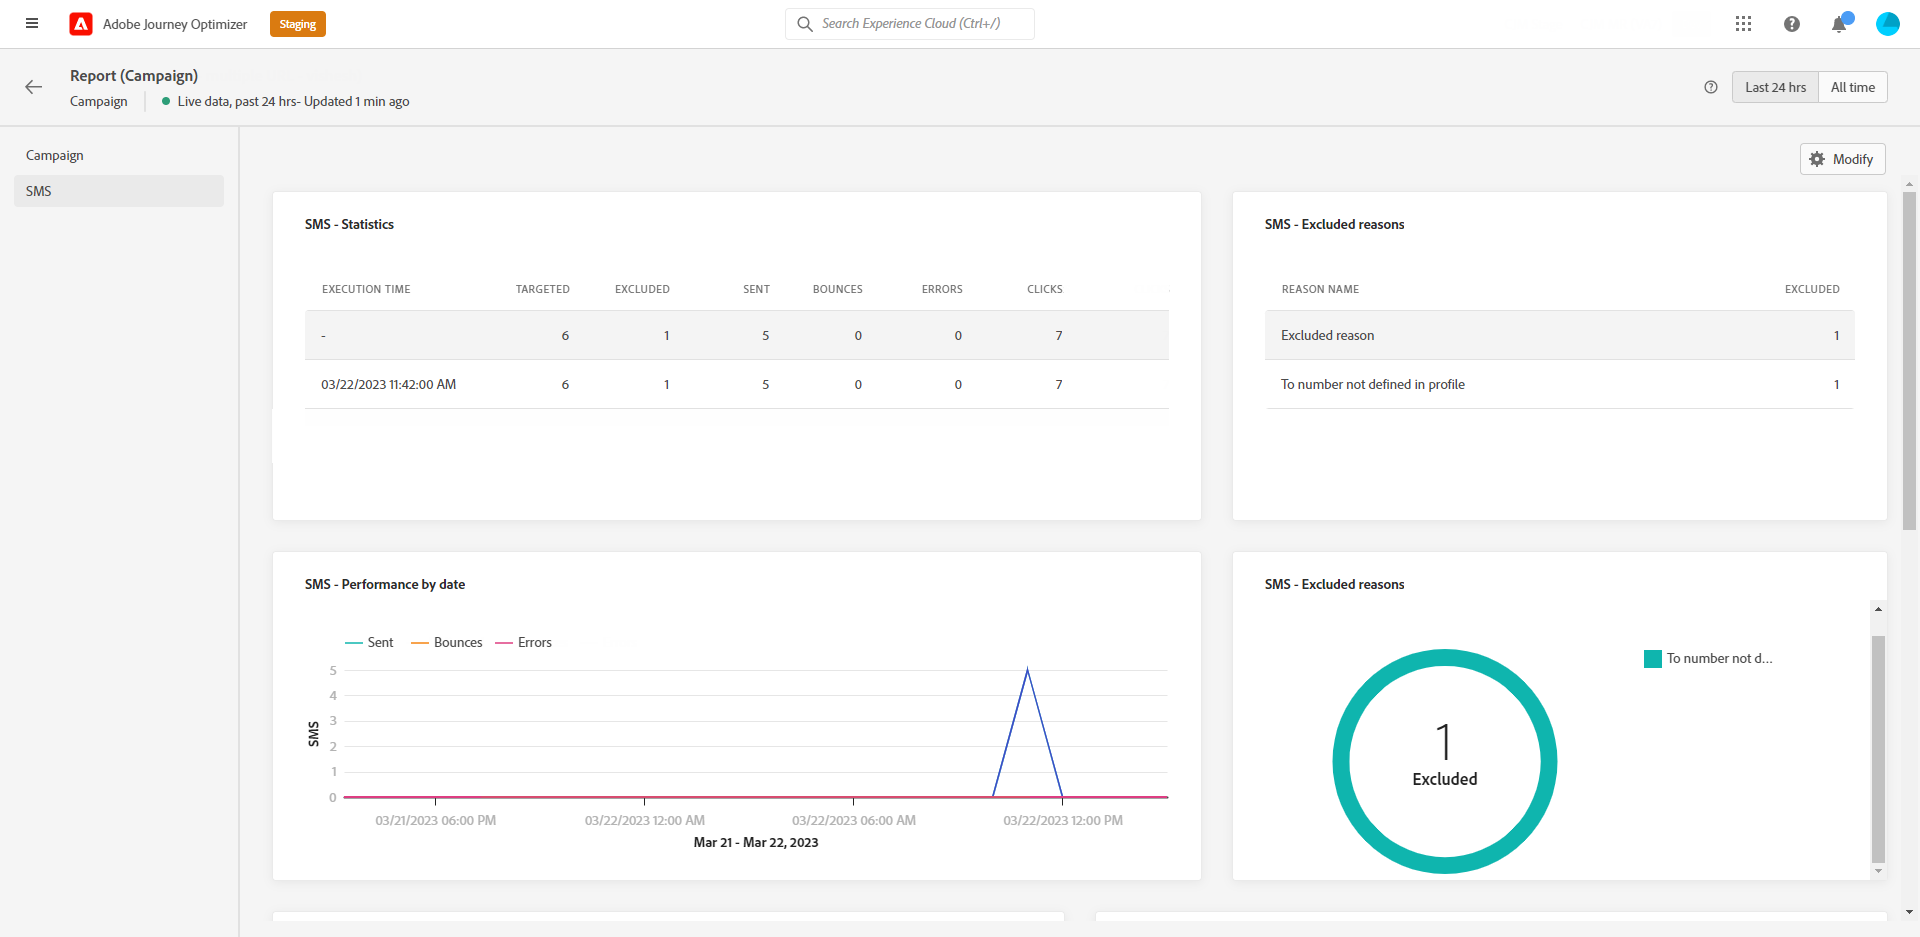 Adobe Journey Optimizer
Staging
Search Experience Cloud (Ctrl+/)
Report (Campaign)
Campaign
Live data, past 24 hrs- Updated 1 min ago
Last 24 hrs
All time
Campaign
SMS
Modify
SMS - Statistics
EXECUTION TIME TARGETED EXCLUDED SENT BOUNCES ERRORS CLICKS
- 6 1 5 0 0 7
03/22/2023 11:42:00 AM 6 1 5 0 0 7
SMS - Excluded reasons
REASON NAME EXCLUDED
Excluded reason 1
To number not defined in profile 1
SMS - Performance by date
Sent Bounces Errors
5
4
3
2
1
0
SMS
03/21/2023 06:00 PM 03/22/2023 12:00 AM 03/22/2023 06:00 AM 03/22/2023 12:00 PM
Mar 21 - Mar 22, 2023
SMS - Excluded reasons
To number not d...
1
Excluded